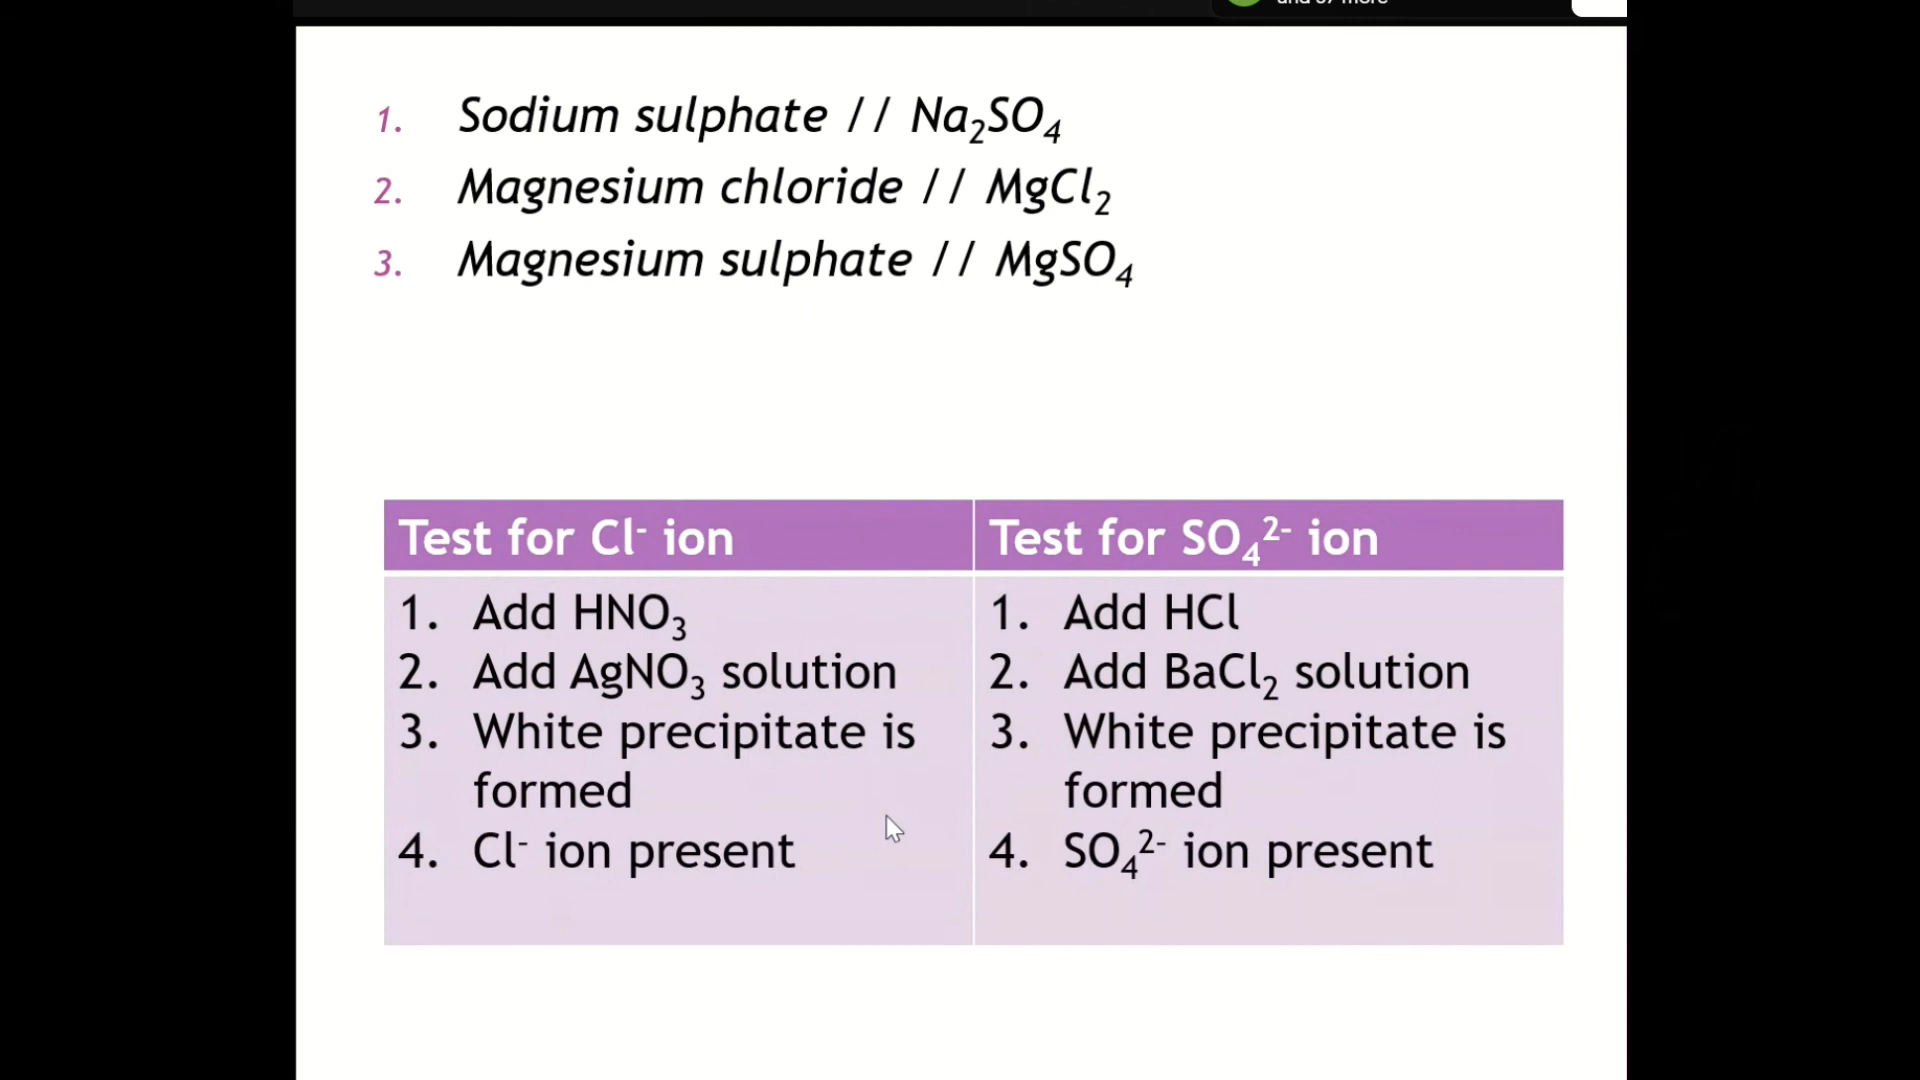 1. Sodium sulphate // Na₂SO₄
2. Magnesium chloride // MgCl₂
3. Magnesium sulphate // MgSO₄
Test for Cl⁻ ion
1. Add HNO₃
2. Add AgNO₃ solution
3. White precipitate is
formed
4. Cl⁻ ion present
Test for SO₄²⁻ ion
1. Add HCl
2. Add BaCl₂ solution
3. White precipitate is
formed
4. SO₄²⁻ ion present